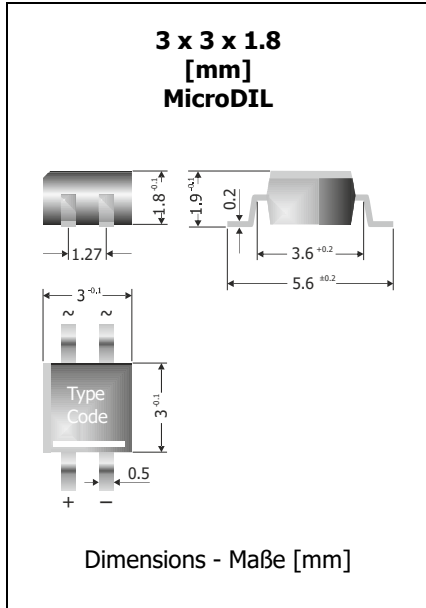 3 x 3 x 1.8
[mm]
MicroDIL
1.8 -0.1
1.9 -0.1
0.2
1.27
3.6 +0.2
5.6 ±0.2
3 -0.1
~ ~
Type
Code
3 -0.1
0.5
+ −
Dimensions - Maße [mm]